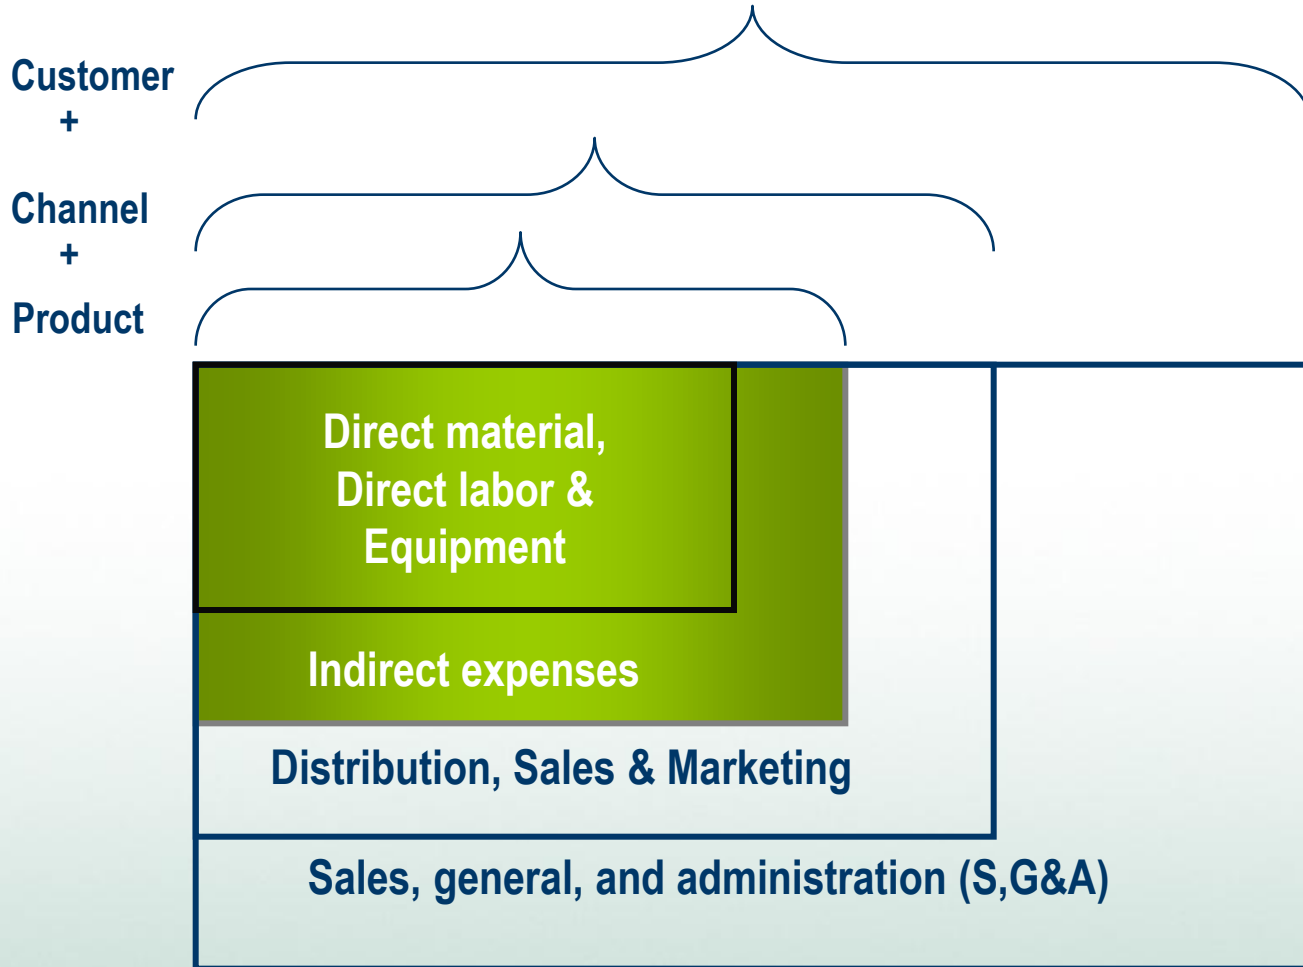 Customer
+
Channel
+
Product
Direct material,
Direct labor &
Equipment
Indirect expenses
Distribution, Sales & Marketing
Sales, general, and administration (S,G&A)